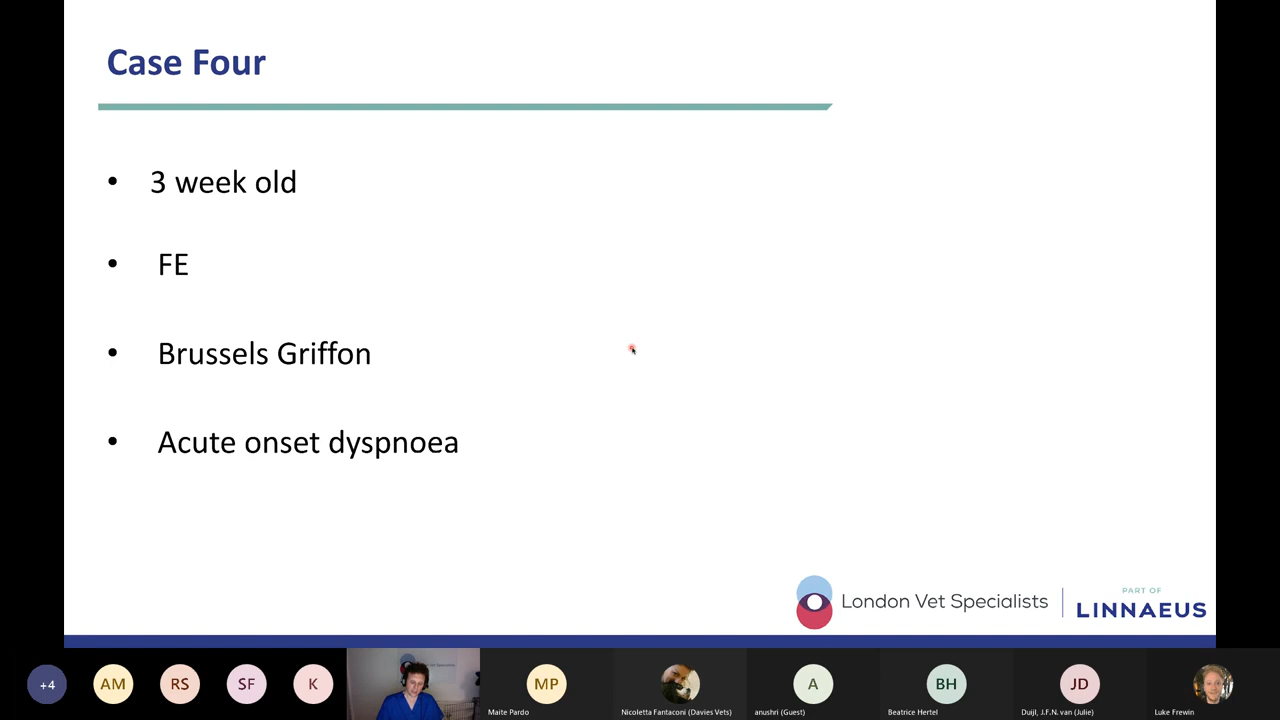 Case Four
• 3 week old
• FE
• Brussels Griffon
• Acute onset dyspnoea
London Vet Specialists
PART OF
LINNAEUS
+4
AM
RS
SF
K
MP
A
BH
JD
Maite Pardo
Nicoletta Fantaconi (Davies Vets)
anushri (Guest)
Beatrice Hertel
Duijl, J.F.N. van (Julie)
Luke Frewin